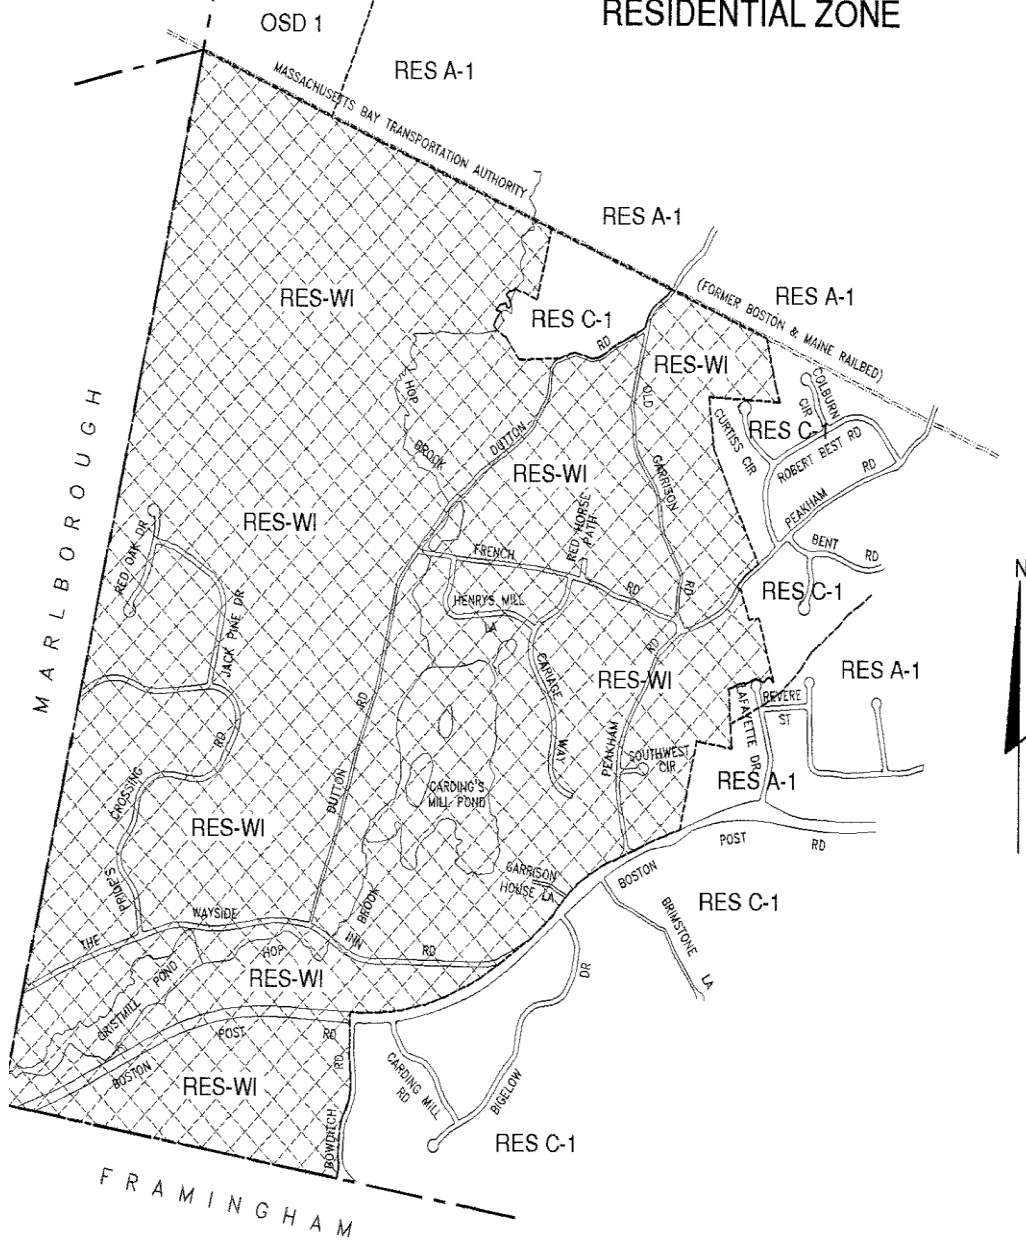 RESIDENTIAL ZONE
OSD 1
RES A-1
MASSACHUSETTS BAY TRANSPORTATION AUTHORITY
RES A-1
(FORMER BOSTON & MAINE RAILBED)
RES A-1
RES-WI
RES C-1
RD
RES-WI
HOP
BROOK
DUTTON
OLD
GARRISON
RD
COLBURN
CIR
CURTISS CIR
RES C-1
ROBERT BEST RD
PEAKHAM
RD
MARLBOROUGH
RES-WI
RES-WI
RED HORSE
PATH
FRENCH
RD
BENT
RD
RED OAK DR
JACK PINE DR
HENRYS MILL
LA
CARIAGE
WAY
RES C-1
N
RD
RES-WI
PEAKHAM
RES A-1
LAFAYETTE DR
REVERE
ST
RD
DUTTON
RD
CROSSING
PRIDE'S
SOUTHWEST
CIR
CARDING'S
MILL POND
RES A-1
RES-WI
POST
RD
GARRISON
HOUSE LA
BOSTON
BRIMSTONE
LA
RES C-1
THE
WAYSIDE
INN
RD
BROOK
HOP
GRISTMILL
POND
RES-WI
DR
BIGELOW
BOSTON
POST
RD
RD
BOWDITCH
CARDING MILL
RD
RES-WI
RES C-1
FRAMINGHAM